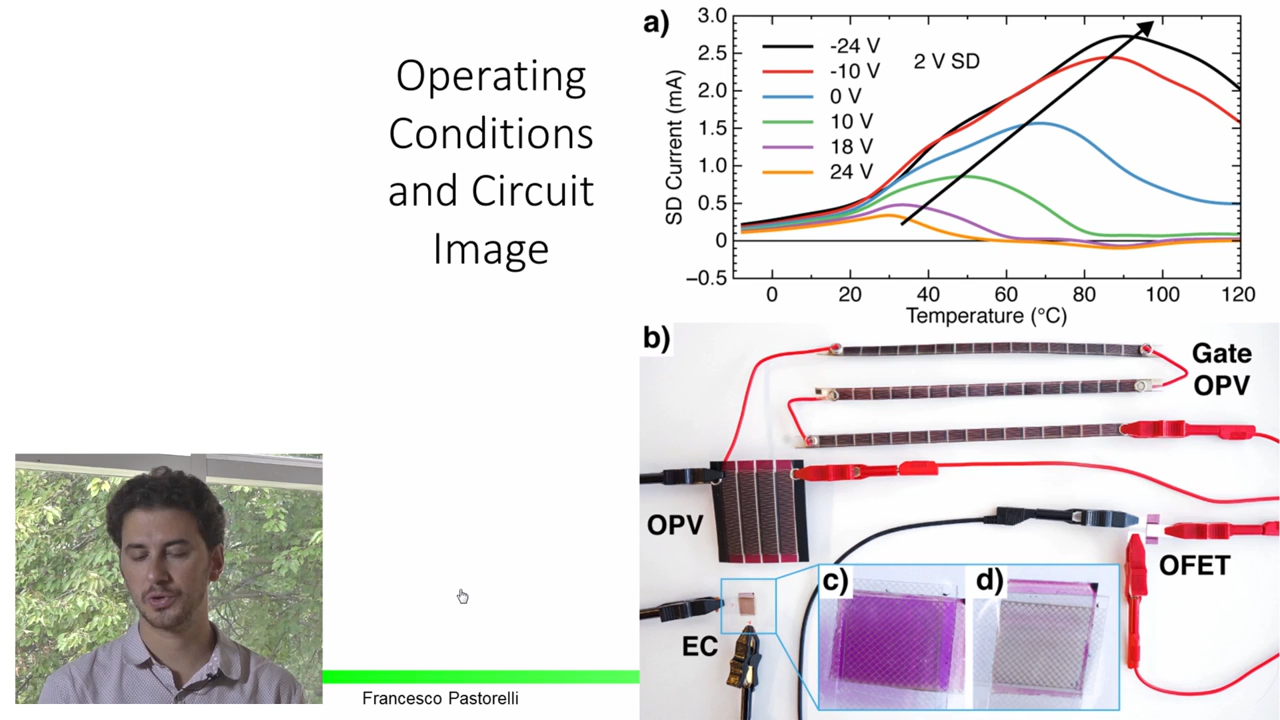 Operating
Conditions
and Circuit
Image
Francesco Pastorelli
a)
3.0
2.5
2.0
1.5
1.0
0.5
0
−0.5
SD Current (mA)
-24 V
-10 V
0 V
10 V
18 V
24 V
2 V SD
0
20
40
60
80
100
120
Temperature (°C)
b)
Gate
OPV
OPV
OFET
EC
c)
d)